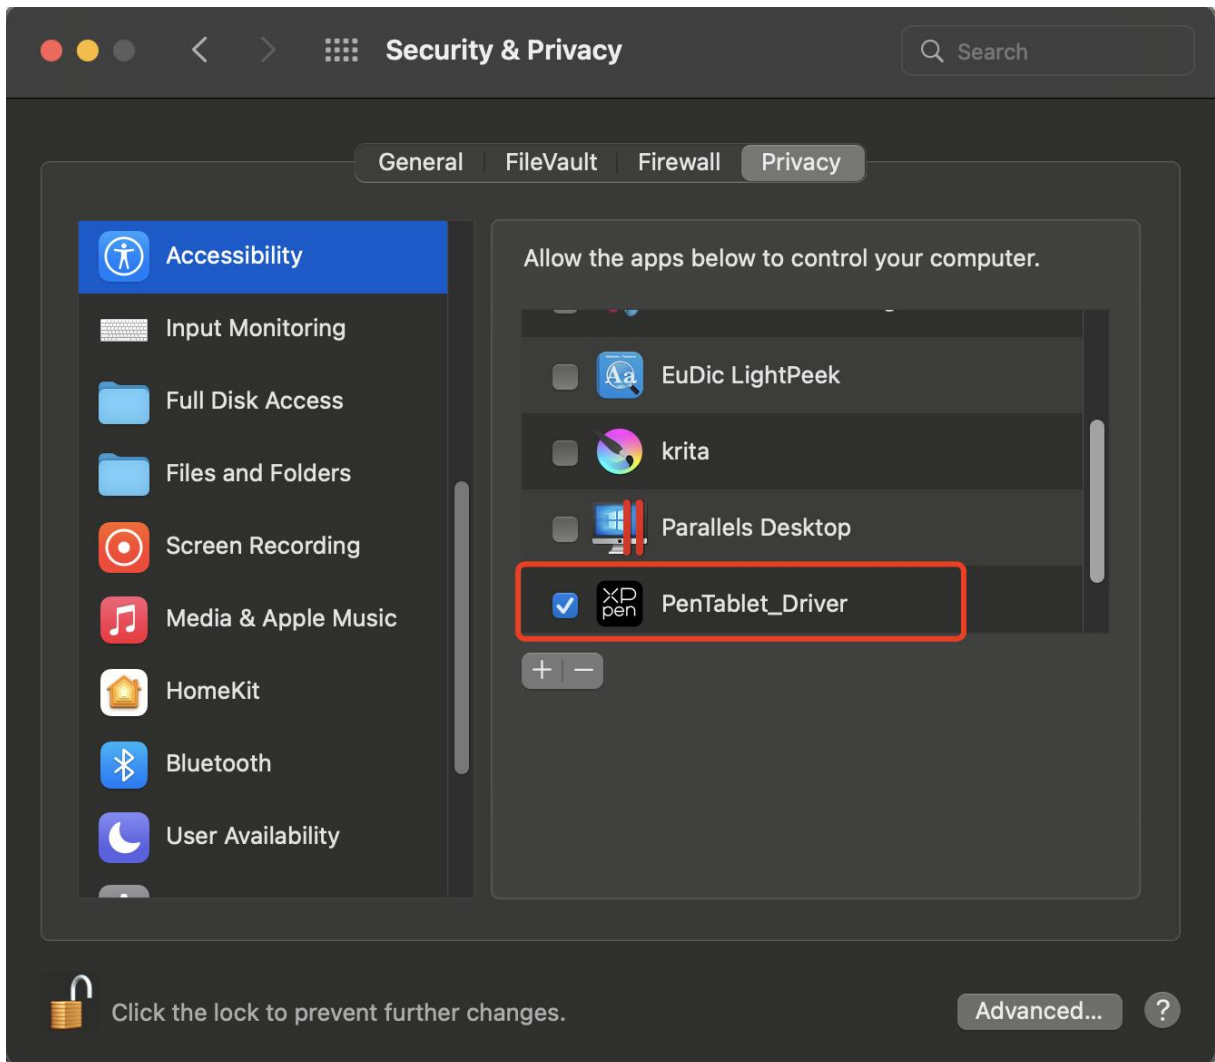 Security & Privacy
Search
General
FileVault
Firewall
Privacy
Accessibility
Input Monitoring
Full Disk Access
Files and Folders
Screen Recording
Media & Apple Music
HomeKit
Bluetooth
User Availability
Allow the apps below to control your computer.
Aa
EuDic LightPeek
krita
Parallels Desktop
XP
pen
PenTablet_Driver
+
−
Click the lock to prevent further changes.
Advanced...
?